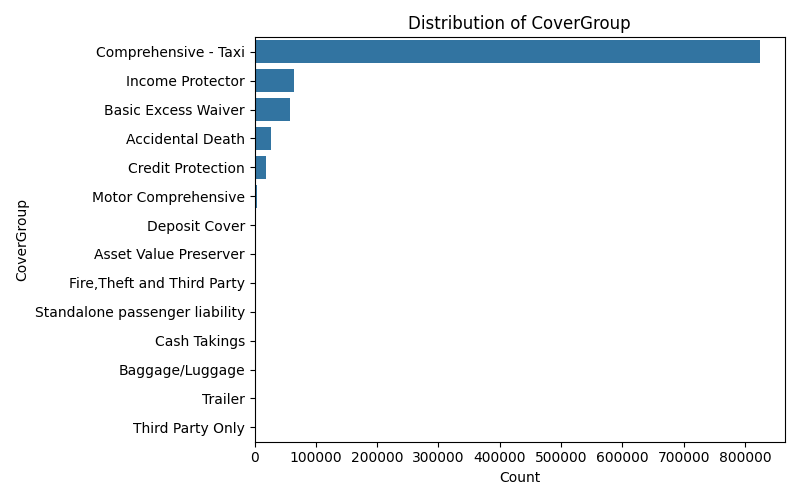 Distribution of CoverGroup
CoverGroup
Comprehensive - Taxi
Income Protector
Basic Excess Waiver
Accidental Death
Credit Protection
Motor Comprehensive
Deposit Cover
Asset Value Preserver
Fire,Theft and Third Party
Standalone passenger liability
Cash Takings
Baggage/Luggage
Trailer
Third Party Only
0 100000 200000 300000 400000 500000 600000 700000 800000
Count